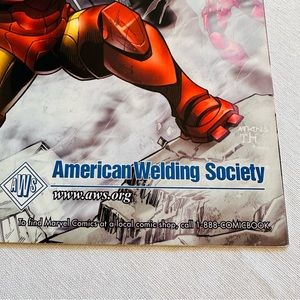 TH
AWS
American Welding Society
www.aws.org
To find Marvel Comics at a local comic shop, call 1-888-COMICBOOK.